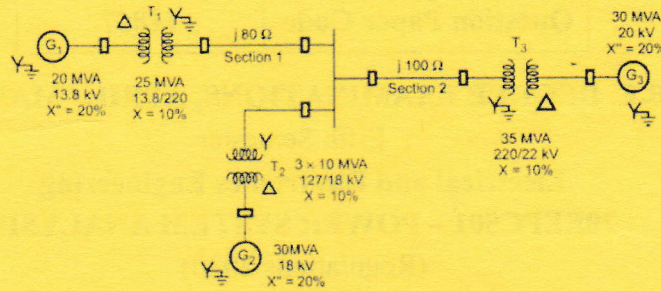 T1
G1
20 MVA
13.8 kV
X" = 20%
25 MVA
13.8/220
X = 10%
j 80 Ω
Section 1
j 100 Ω
Section 2
T3
35 MVA
220/22 kV
X = 10%
30 MVA
20 kV
X" = 20%
G3
Y
T2
3 x 10 MVA
127/18 kV
X = 10%
G2
30MVA
18 kV
X" = 20%